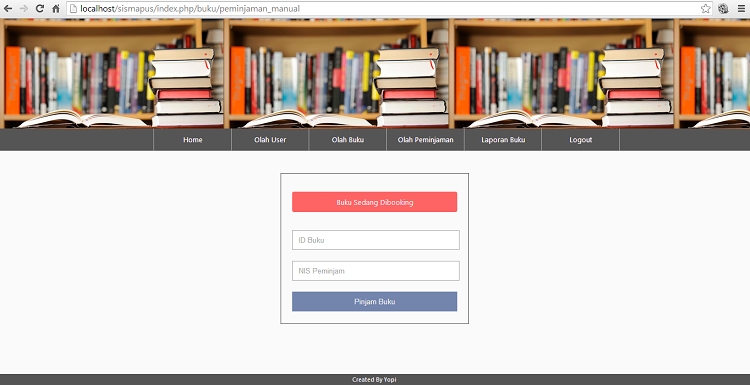 localhost/sismapus/index.php/buku/peminjaman_manual
Home Olah User Olah Buku Olah Peminjaman Laporan Buku Logout
Buku Sedang Dibooking
ID Buku
NIS Peminjam
Pinjam Buku
Created By Yopi